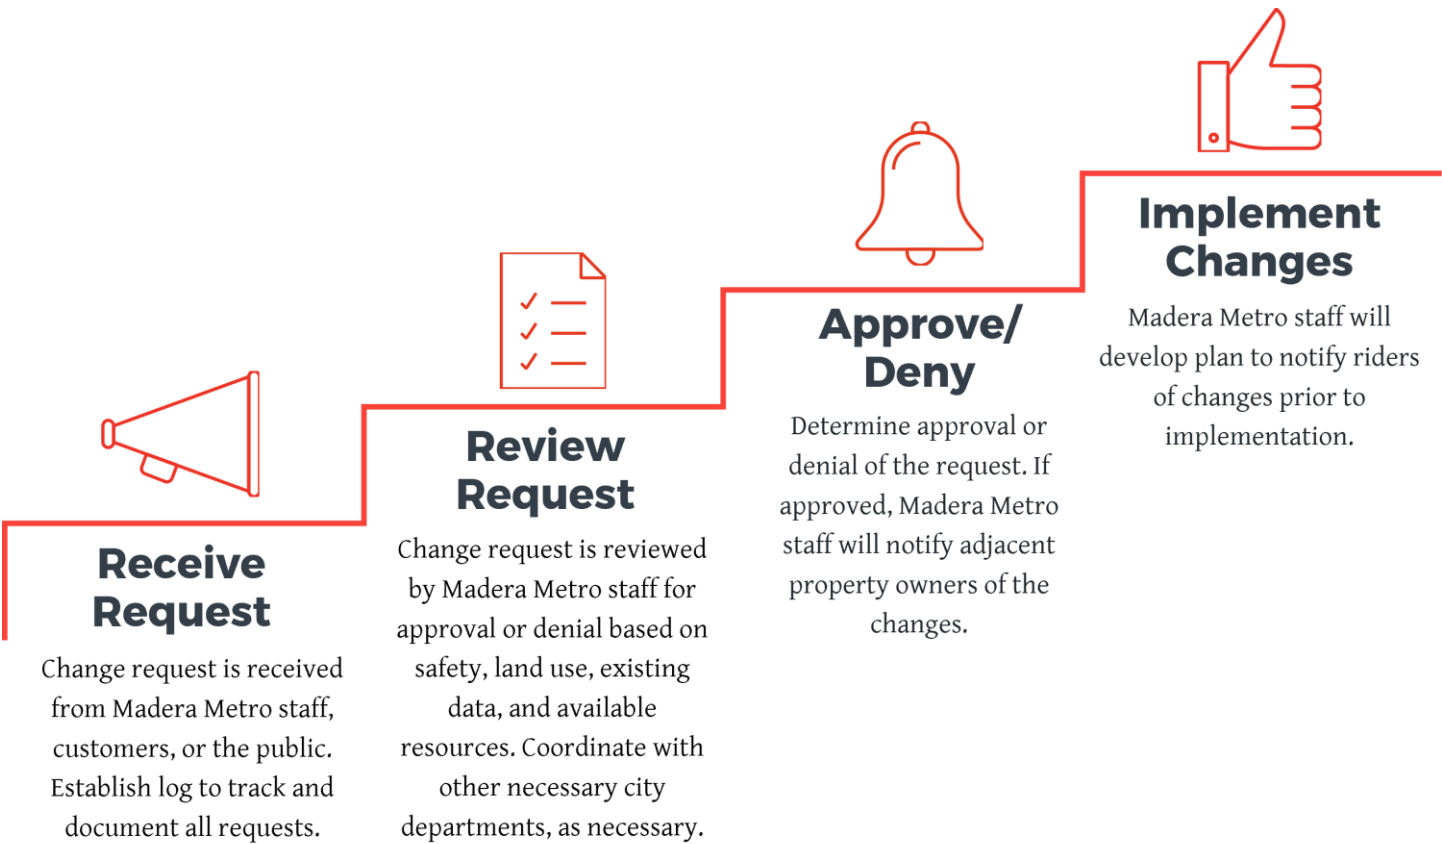 Receive
Request
Change request is received
from Madera Metro staff,
customers, or the public.
Establish log to track and
document all requests.
Review
Request
Change request is reviewed
by Madera Metro staff for
approval or denial based on
safety, land use, existing
data, and available
resources. Coordinate with
other necessary city
departments, as necessary.
Approve/
Deny
Determine approval or
denial of the request. If
approved, Madera Metro
staff will notify adjacent
property owners of the
changes.
Implement
Changes
Madera Metro staff will
develop plan to notify riders
of changes prior to
implementation.